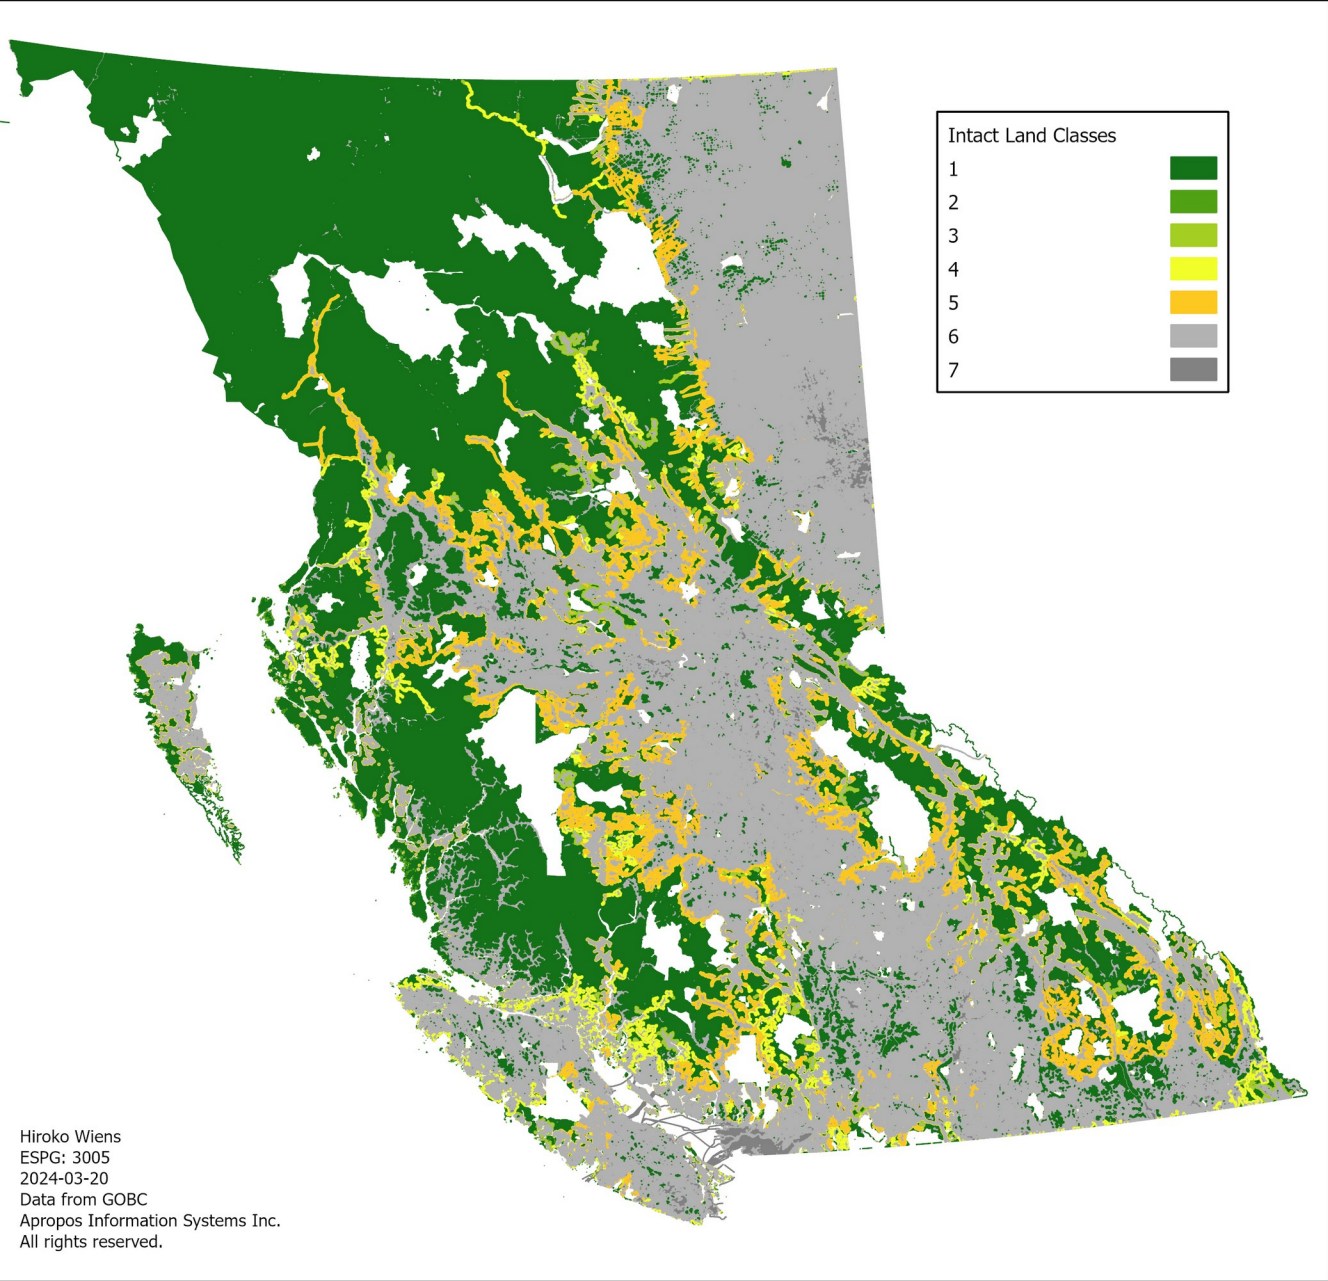 Intact Land Classes
1
2
3
4
5
6
7
Hiroko Wiens
ESPG: 3005
2024-03-20
Data from GOBC
Apropos Information Systems Inc.
All rights reserved.